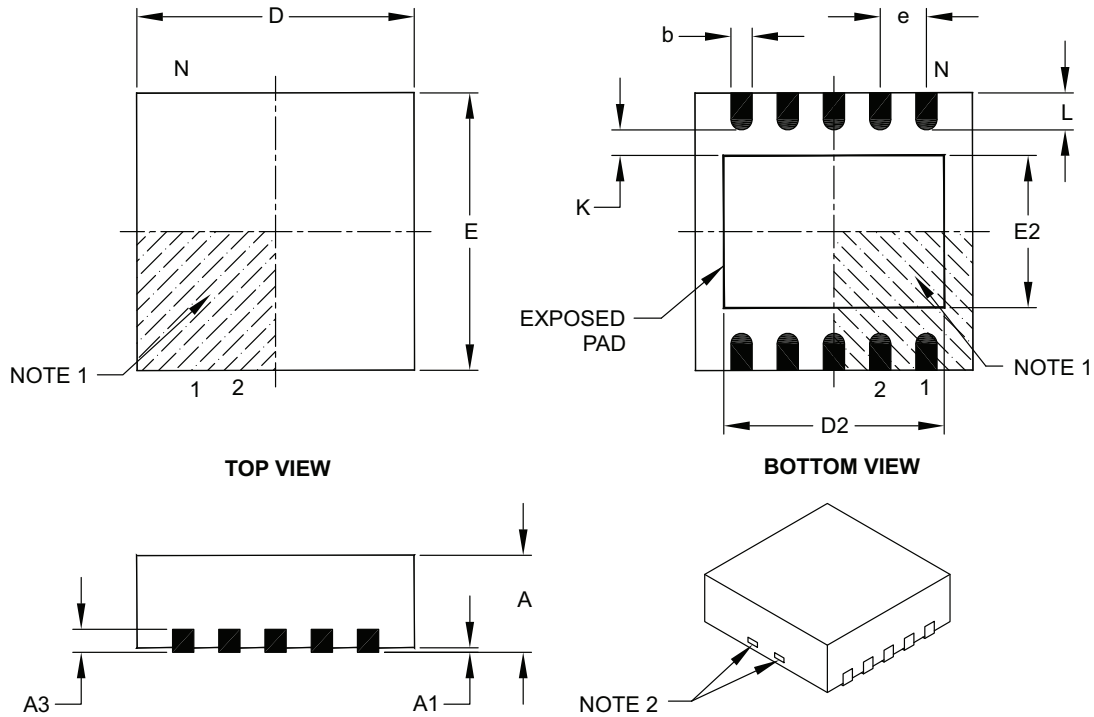 D
N
E
NOTE 1
1 2
TOP VIEW
b
e
N
L
K
E2
EXPOSED
PAD
NOTE 1
2 1
D2
BOTTOM VIEW
A
A3
A1
NOTE 2